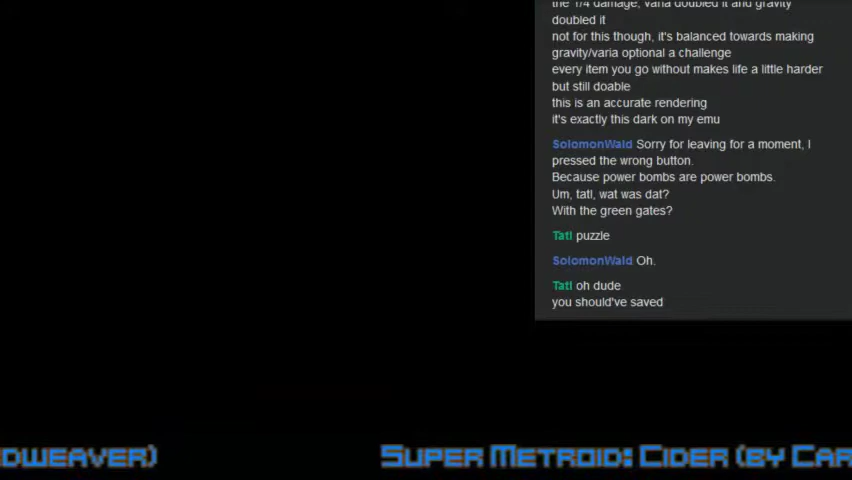 the 1/4 damage, varia doubled it and gravity
doubled it
not for this though, it's balanced towards making
gravity/varia optional a challenge
every item you go without makes life a little harder
but still doable
this is an accurate rendering
it's exactly this dark on my emu
SolomonWald Sorry for leaving for a moment, I
pressed the wrong button.
Because power bombs are power bombs.
Um, tatl, wat was dat?
With the green gates?
Tatl puzzle
SolomonWald Oh.
Tatl oh dude
you should've saved
DWEAVER) SUPER METROID: CIDER (BY CAR